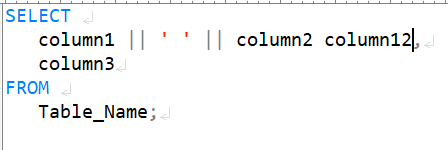 SELECT
column1 || ' ' || column2 column12,
column3
FROM
Table_Name;